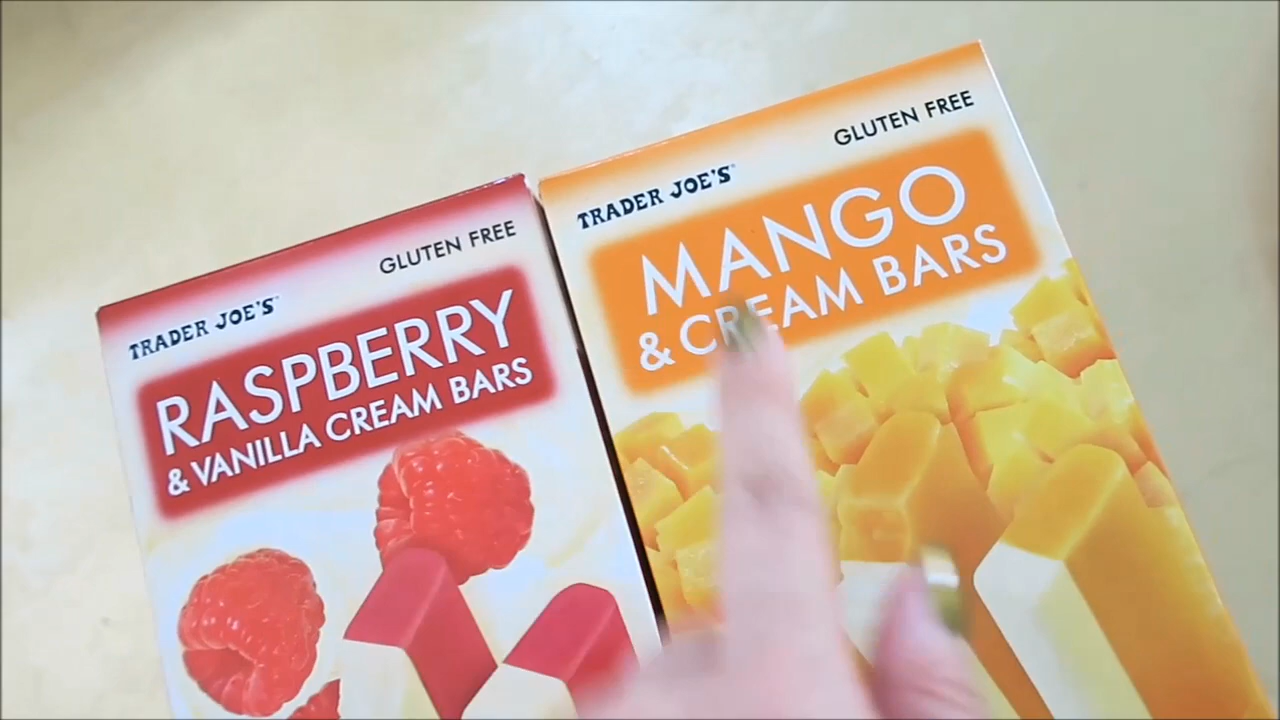 TRADER JOE'S
GLUTEN FREE
RASPBERRY
& VANILLA CREAM BARS
TRADER JOE'S
GLUTEN FREE
MANGO
& CREAM BARS